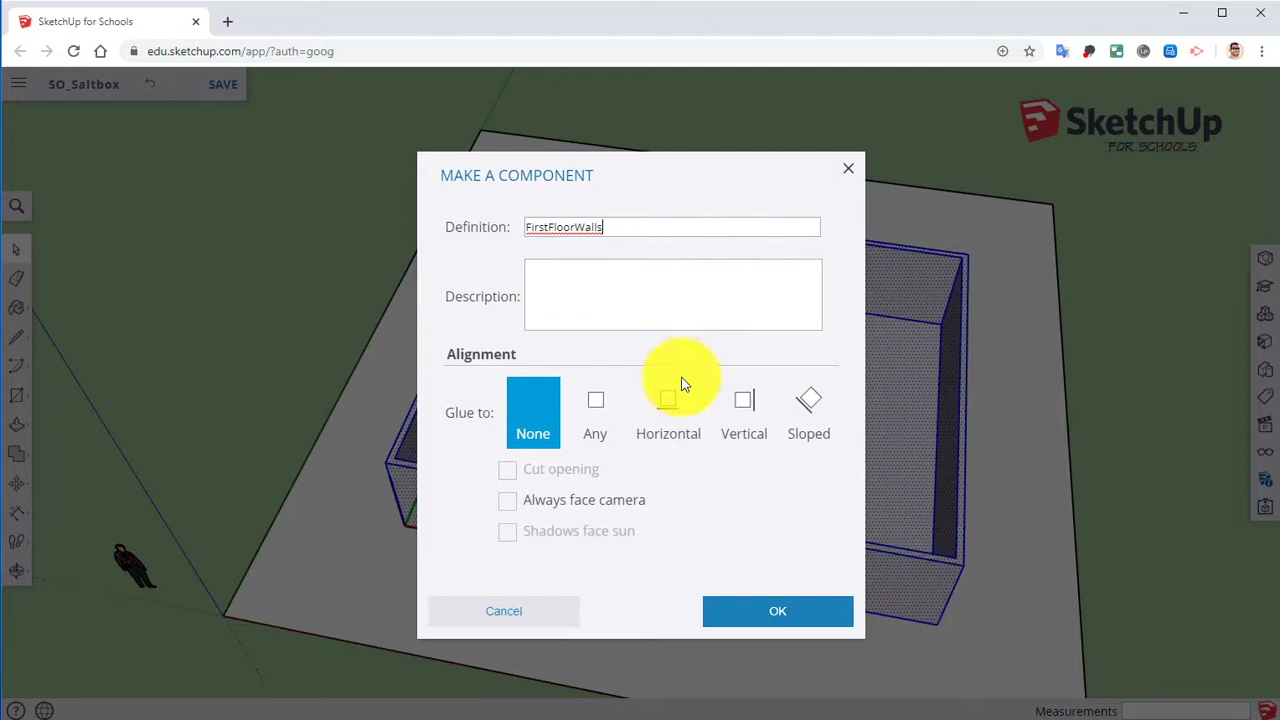 SketchUp for Schools
edu.sketchup.com/app/?auth=goog
SO_Saltbox
SAVE
SketchUp
FOR SCHOOLS
MAKE A COMPONENT
Definition:
FirstFloorWalls
Description:
Alignment
Glue to:
None
Any
Horizontal
Vertical
Sloped
Cut opening
Always face camera
Shadows face sun
Cancel
OK
Measurements